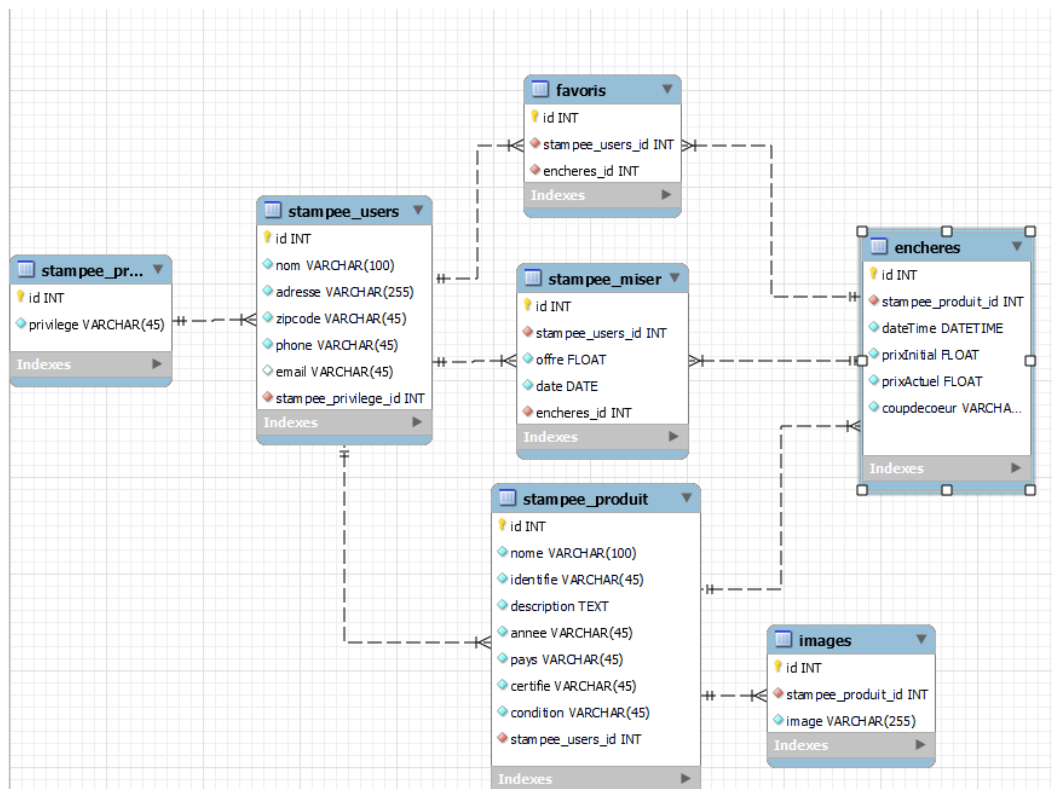 favoris
id INT
stampee_users_id INT
encheres_id INT
Indexes
stampee_users
id INT
nom VARCHAR(100)
adresse VARCHAR(255)
zipcode VARCHAR(45)
phone VARCHAR(45)
email VARCHAR(45)
stampee_privilege_id INT
Indexes
stampee_pr...
id INT
privilege VARCHAR(45)
Indexes
stampee_miser
id INT
stampee_users_id INT
offre FLOAT
date DATE
encheres_id INT
Indexes
encheres
id INT
stampee_produit_id INT
dateTime DATETIME
prixInitial FLOAT
prixActuel FLOAT
coupdecoeur VARCHA...
Indexes
stampee_produit
id INT
nome VARCHAR(100)
identifie VARCHAR(45)
description TEXT
annee VARCHAR(45)
pays VARCHAR(45)
certifie VARCHAR(45)
condition VARCHAR(45)
stampee_users_id INT
Indexes
images
id INT
stampee_produit_id INT
image VARCHAR(255)
Indexes